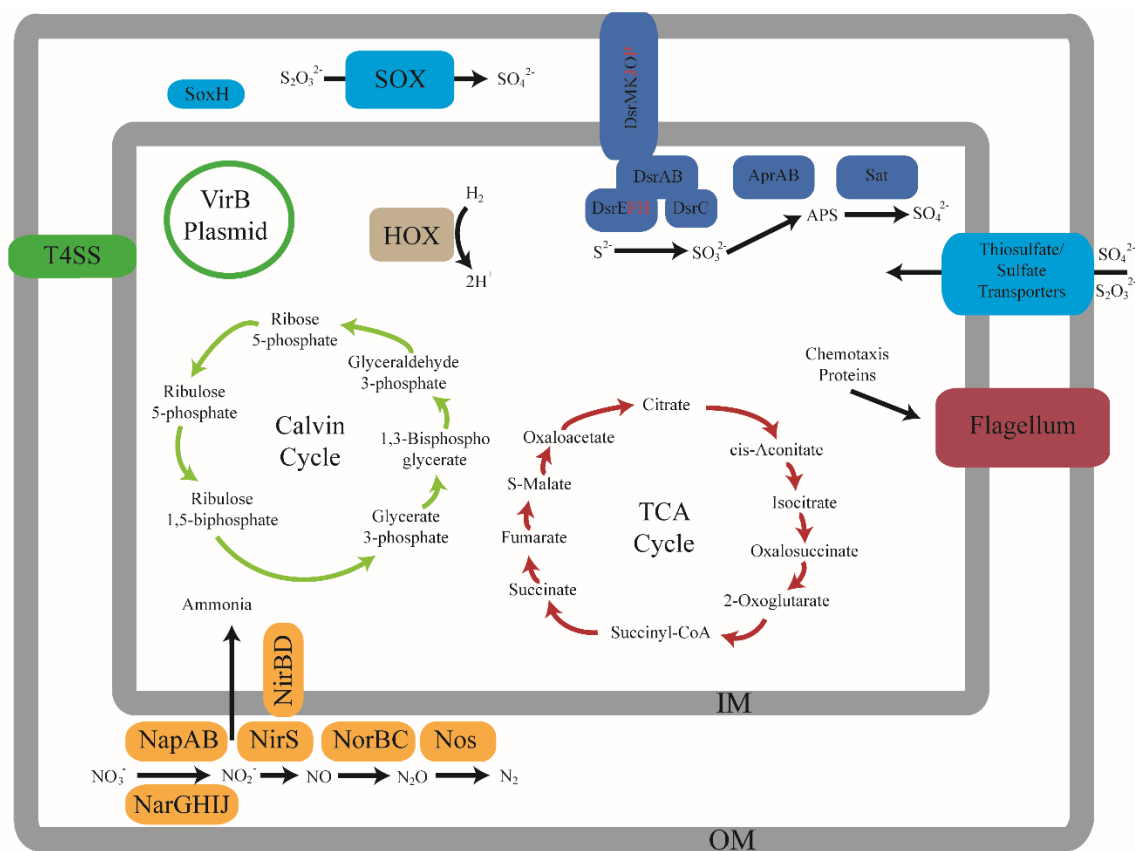 DsrMKJOP
S₂O₃²⁻
SOX
SO₄²⁻
SoxH
VirB
Plasmid
T4SS
H₂
HOX
2H⁺
DsrAB
DsrEFH
DsrC
AprAB
Sat
S²⁻
SO₃²⁻
APS
SO₄²⁻
Thiosulfate/
Sulfate
Transporters
SO₄²⁻
S₂O₃²⁻
Chemotaxis
Proteins
Flagellum
Ribose
5-phosphate
Glyceraldehyde
3-phosphate
Ribulose
5-phosphate
Calvin
Cycle
1,3-Bisphospho
glycerate
Ribulose
1,5-biphosphate
Glycerate
3-phosphate
Citrate
Oxaloacetate
cis-Aconitate
S-Malate
Isocitrate
TCA
Cycle
Fumarate
Oxalosuccinate
Succinate
2-Oxoglutarate
Succinyl-CoA
Ammonia
NirBD
IM
NapAB
NirS
NorBC
Nos
NO₃⁻
NO₂⁻
NO
N₂O
N₂
NarGHIJ
OM